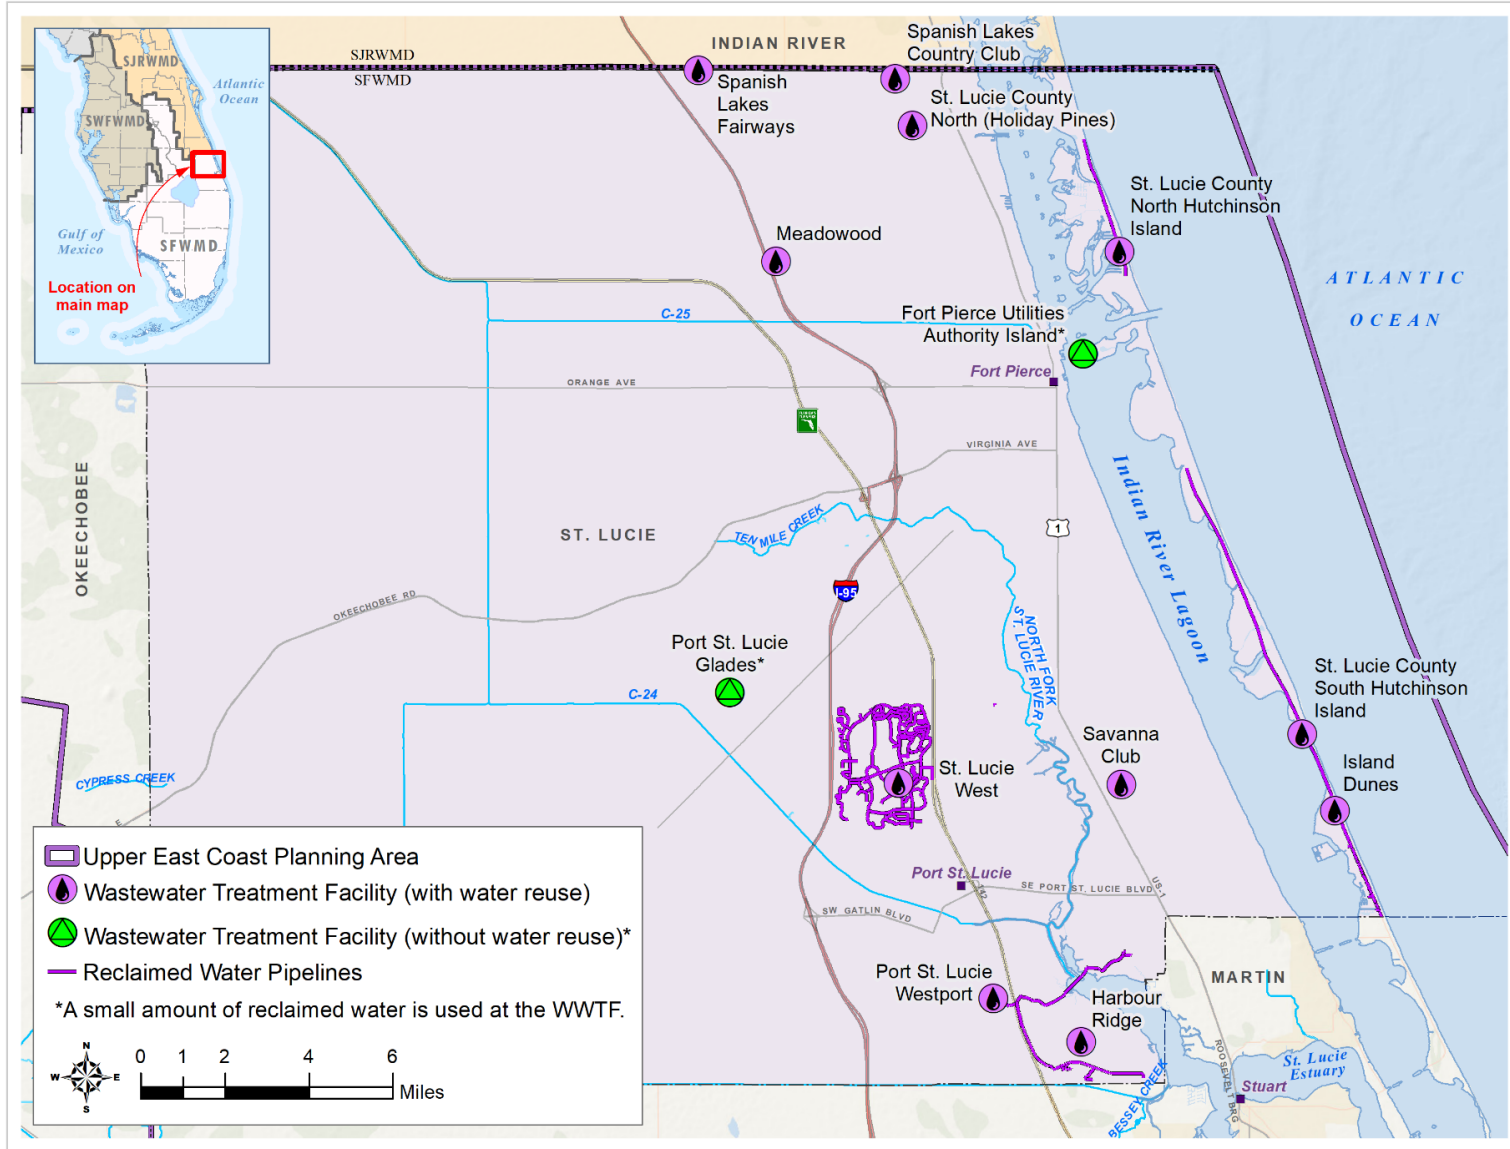 SJRWMD
SWFWMD
SFWMD
Atlantic
Ocean
Gulf of
Mexico
Location on
main map
SJRWMD
SFWMD
INDIAN RIVER
Spanish Lakes
Country Club
Spanish
Lakes
Fairways
St. Lucie County
North (Holiday Pines)
St. Lucie County
North Hutchinson
Island
Meadowood
ATLANTIC
OCEAN
C-25
Fort Pierce Utilities
Authority Island*
Fort Pierce
ORANGE AVE
VIRGINIA AVE
OKEECHOBEE
ST. LUCIE
TEN MILE CREEK
1
Indian River Lagoon
I-95
OKEECHOBEE RD
NORTH FORK
ST. LUCIE RIVER
Port St. Lucie
Glades*
C-24
St. Lucie County
South Hutchinson
Island
Savanna
Club
Island
Dunes
St. Lucie
West
CYPRESS CREEK
E
Port St. Lucie
SE PORT ST. LUCIE BLVD
US-1
SW GATLIN BLVD
Port St. Lucie
Westport
Harbour
Ridge
MARTIN
ROOSEVELT BRG
St. Lucie
Estuary
Stuart
BESSEY CREEK
Upper East Coast Planning Area
Wastewater Treatment Facility (with water reuse)
Wastewater Treatment Facility (without water reuse)*
Reclaimed Water Pipelines
*A small amount of reclaimed water is used at the WWTF.
N
W E
S
0 1 2 4 6
Miles